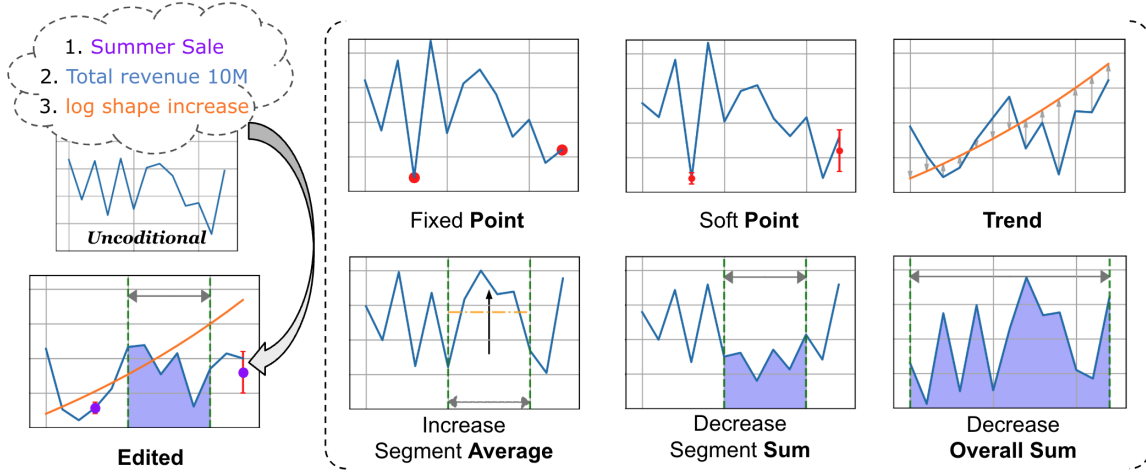 1. Summer Sale
2. Total revenue 10M
3. log shape increase
Uncoditional
Edited
Fixed Point
Soft Point
Trend
Increase
Segment Average
Decrease
Segment Sum
Decrease
Overall Sum